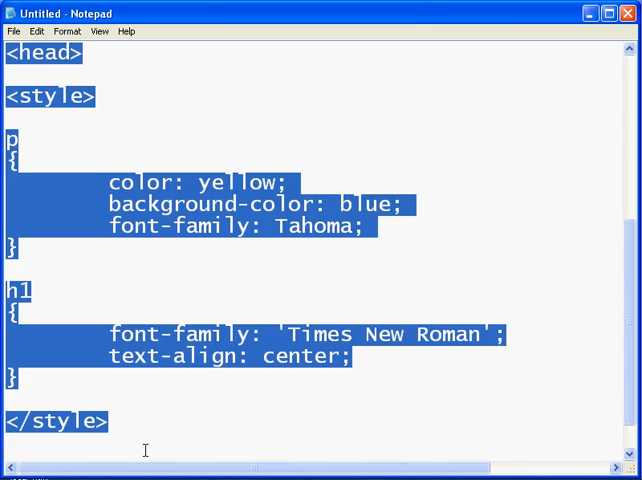 Untitled - Notepad
File Edit Format View Help
<head>
<style>
p
{
color: yellow;
background-color: blue;
font-family: Tahoma;
}
h1
{
font-family: 'Times New Roman';
text-align: center;
}
</style>